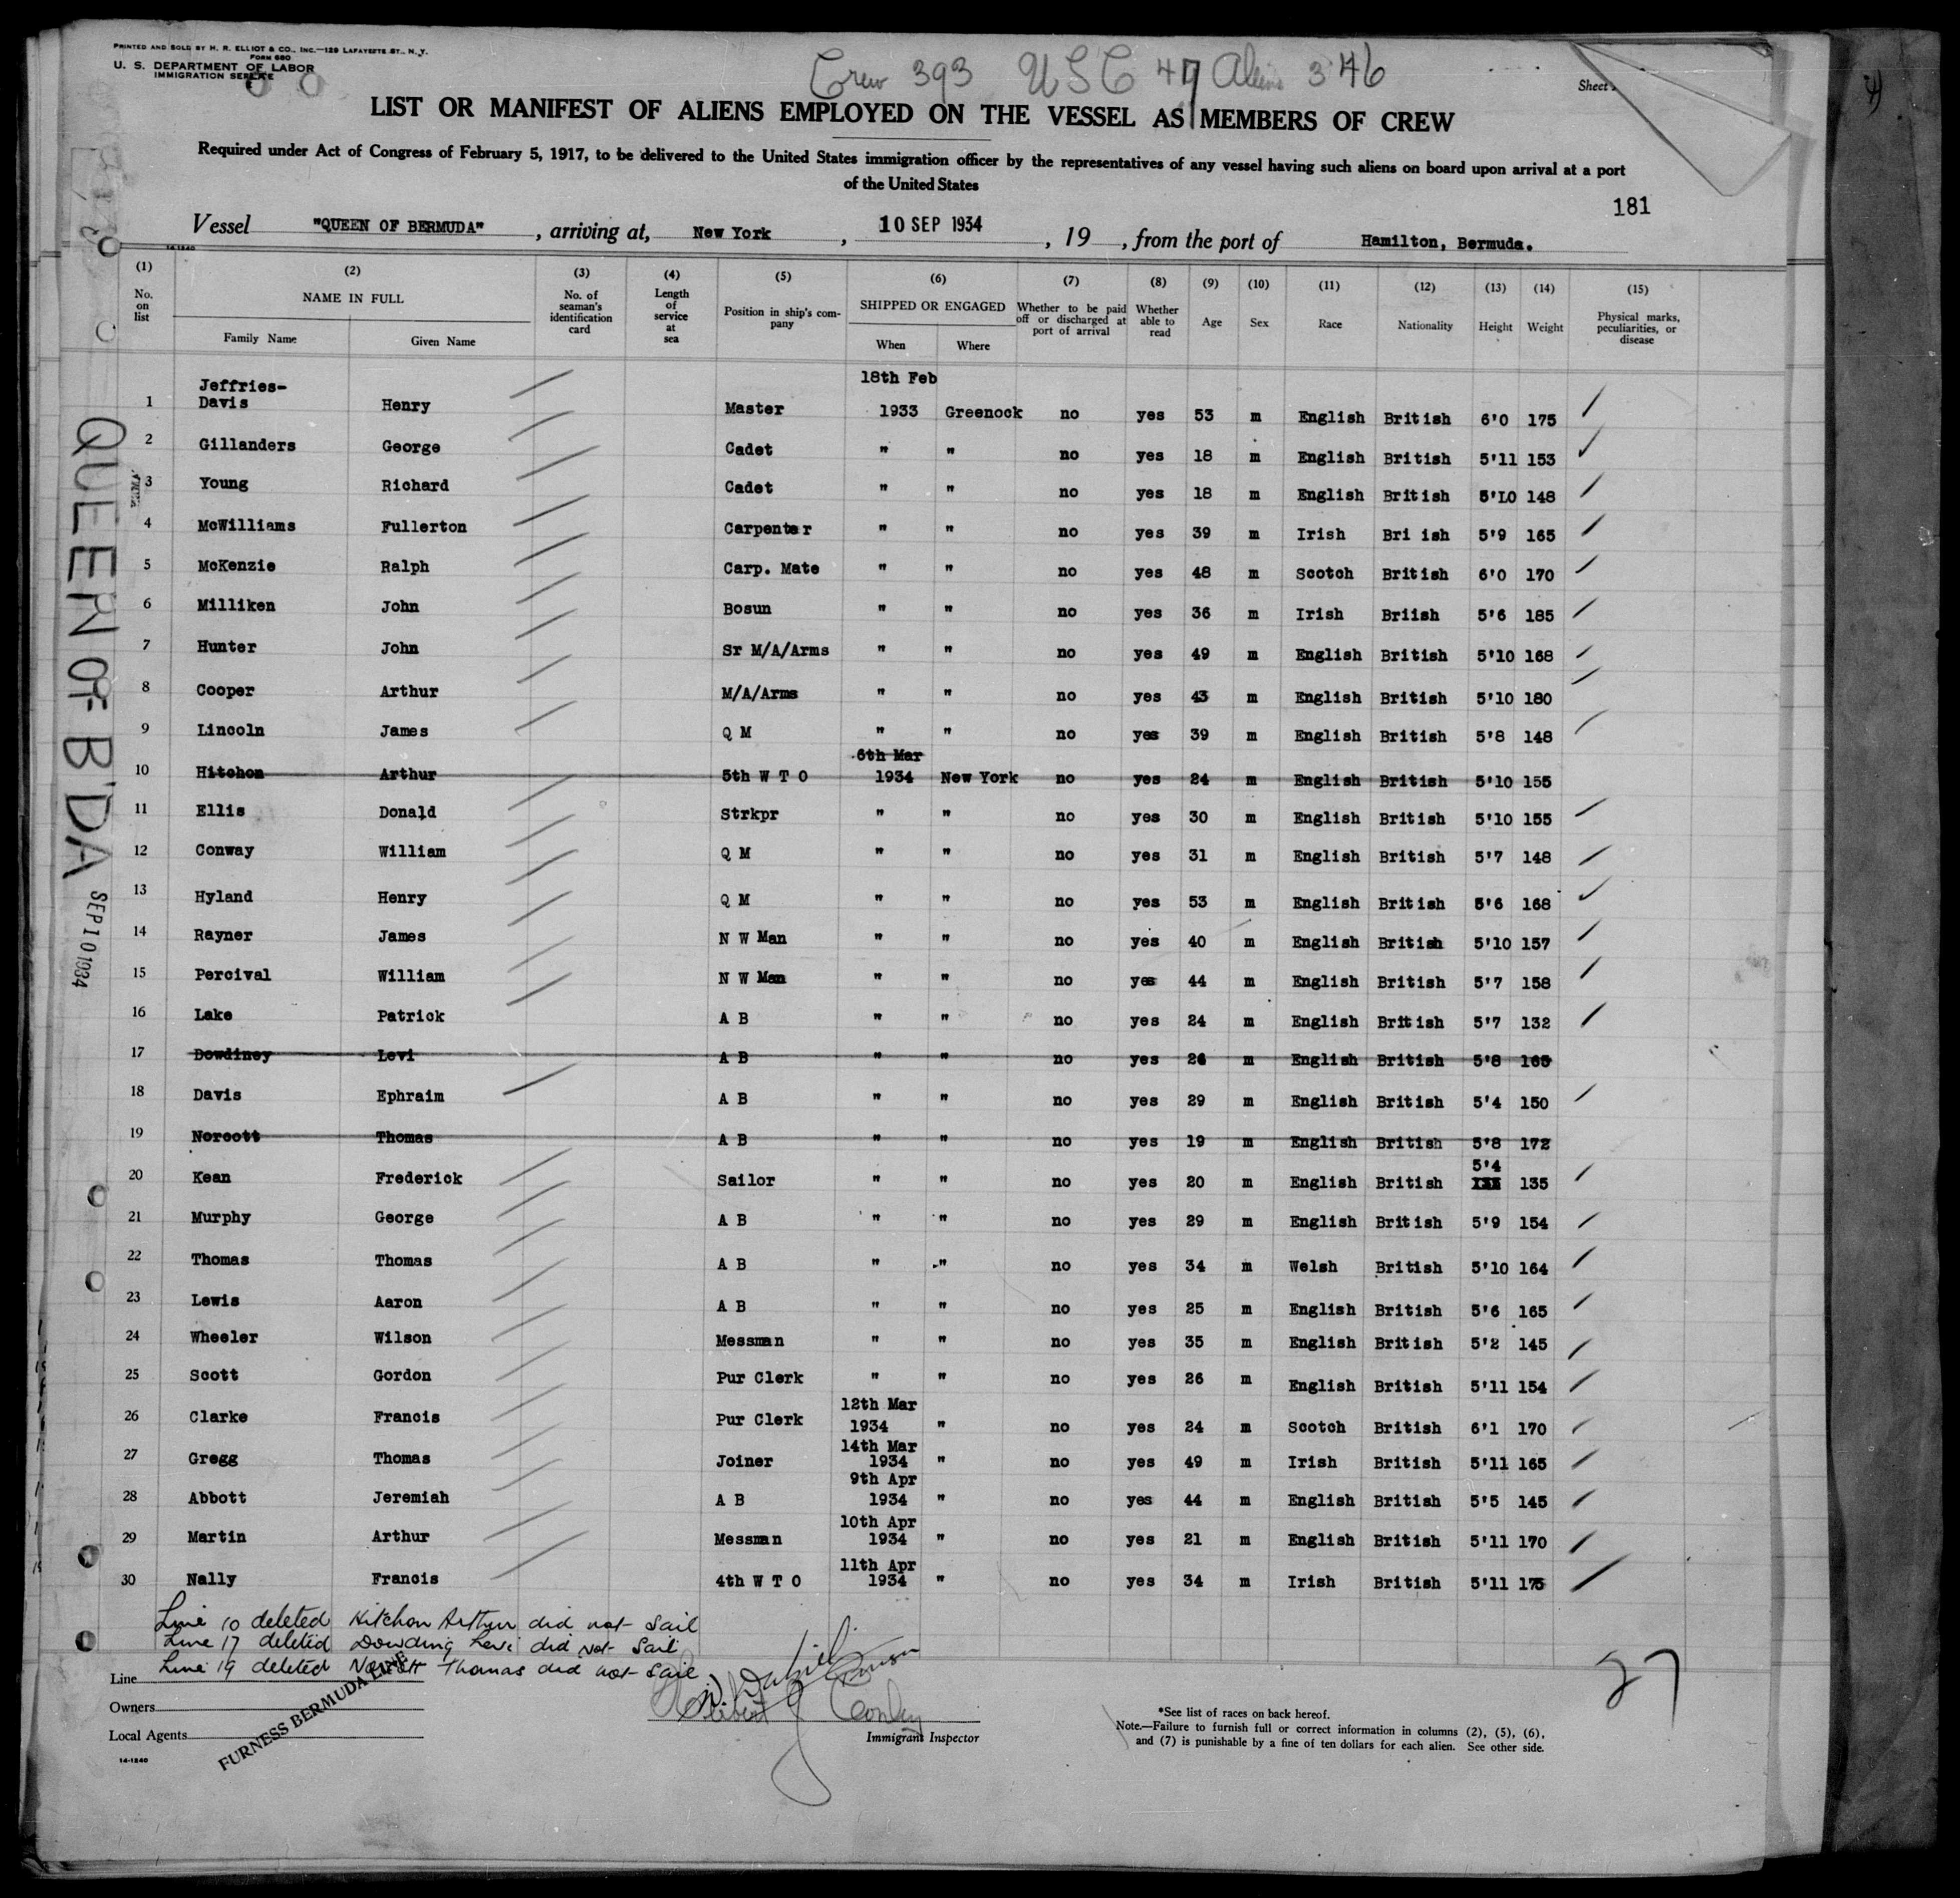 PRINTED AND SOLD BY H. R. ELLIOT & CO., INC.—129 LAFAYETTE ST., N. Y.
FORM 680
U. S. DEPARTMENT OF LABOR
IMMIGRATION SERVICE
Crew 393 USC 47 Aliens 346
Sheet
LIST OR MANIFEST OF ALIENS EMPLOYED ON THE VESSEL AS MEMBERS OF CREW
Required under Act of Congress of February 5, 1917, to be delivered to the United States immigration officer by the representatives of any vessel having such aliens on board upon arrival at a port
of the United States
181
Vessel "QUEEN OF BERMUDA" , arriving at, New York , 10 SEP 1934 , 19 , from the port of Hamilton, Bermuda.
14-1240
(1) (2) (3) (4) (5) (6) (7) (8) (9) (10) (11) (12) (13) (14) (15)
No. on list NAME IN FULL Family Name Given Name No. of seaman's identification card Length of service at sea Position in ship's company SHIPPED OR ENGAGED When Where Whether to be paid off or discharged at port of arrival Whether able to read Age Sex Race Nationality Height Weight Physical marks, peculiarities, or disease
1 Jeffries-Davis Henry Master 18th Feb 1933 Greenock no yes 53 m English British 6'0 175
2 Gillanders George Cadet " " no yes 18 m English British 5'11 153
3 Young Richard Cadet " " no yes 18 m English British 5'10 148
4 McWilliams Fullerton Carpenter " " no yes 39 m Irish Bri ish 5'9 165
5 McKenzie Ralph Carp. Mate " " no yes 48 m Scotch British 6'0 170
6 Milliken John Bosun " " no yes 36 m Irish Briish 5'6 185
7 Hunter John Sr M/A/Arms " " no yes 49 m English British 5'10 168
8 Cooper Arthur M/A/Arms " " no yes 43 m English British 5'10 180
9 Lincoln James Q M " " no yes 39 m English British 5'8 148
10 Hitchon Arthur 5th W T O 6th Mar 1934 New York no yes 24 m English British 5'10 155
11 Ellis Donald Strkpr " " no yes 30 m English British 5'10 155
12 Conway William Q M " " no yes 31 m English British 5'7 148
13 Hyland Henry Q M " " no yes 53 m English British 5'6 168
14 Rayner James N W Man " " no yes 40 m English British 5'10 157
15 Percival William N W Man " " no yes 44 m English British 5'7 158
16 Lake Patrick A B " " no yes 24 m English British 5'7 132
17 Dowdiney Levi A B " " no yes 26 m English British 5'8 165
18 Davis Ephraim A B " " no yes 29 m English British 5'4 150
19 Norcott Thomas A B " " no yes 19 m English British 5'8 172
20 Kean Frederick Sailor " " no yes 20 m English British 5'4 135
21 Murphy George A B " " no yes 29 m English British 5'9 154
22 Thomas Thomas A B " " no yes 34 m Welsh British 5'10 164
23 Lewis Aaron A B " " no yes 25 m English British 5'6 165
24 Wheeler Wilson Messman " " no yes 35 m English British 5'2 145
25 Scott Gordon Pur Clerk " " no yes 26 m English British 5'11 154
26 Clarke Francis Pur Clerk 12th Mar 1934 " no yes 24 m Scotch British 6'1 170
27 Gregg Thomas Joiner 14th Mar 1934 " no yes 49 m Irish British 5'11 165
28 Abbott Jeremiah A B 9th Apr 1934 " no yes 44 m English British 5'5 145
29 Martin Arthur Messman 10th Apr 1934 " no yes 21 m English British 5'11 170
30 Nally Francis 4th W T O 11th Apr 1934 " no yes 34 m Irish British 5'11 175
Line 10 deleted Hitchon Arthur did not sail
Line 17 deleted Dowding Levi did not sail
Line 19 deleted Norcott Thomas did not sail
27
Line
Owners
Local Agents
FURNESS BERMUDA LINE
14-1240
Immigrant Inspector
*See list of races on back hereof.
Note.—Failure to furnish full or correct information in columns (2), (5), (6),
and (7) is punishable by a fine of ten dollars for each alien. See other side.
QUEEN OF B'DA
SEP 10 1934